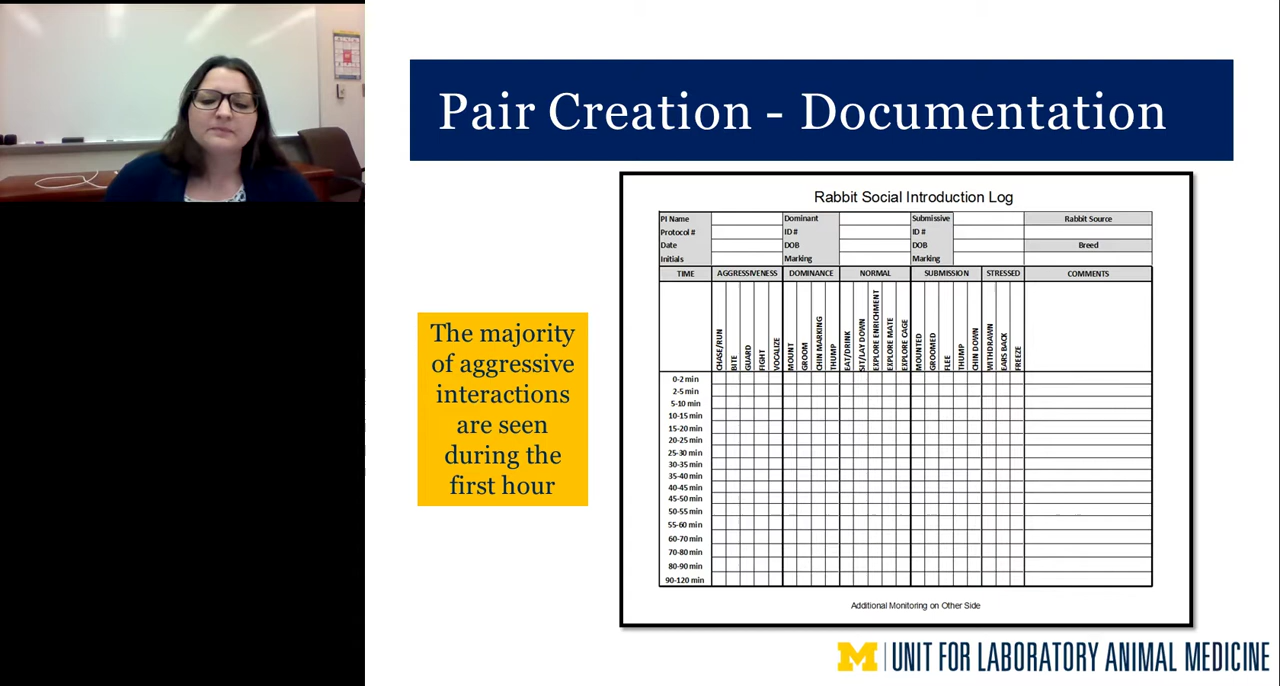 Pair Creation - Documentation
Rabbit Social Introduction Log
PI Name Dominant Submissive Rabbit Source
Protocol # ID # ID #
Date DOB DOB Breed
Initials Marking Marking
TIME AGGRESSIVENESS DOMINANCE NORMAL SUBMISSION STRESSED COMMENTS
CHASE/RUN
BITE
GUARD
FIGHT
VOCALIZE
MOUNT
GROOM
CHIN MARKING
THUMP
EAT/DRINK
SIT/LAY DOWN
EXPLORE ENRICHMENT
EXPLORE MATE
EXPLORE CAGE
MOUNTED
GROOMED
FLEE
THUMP
CHIN DOWN
WITHDRAWN
EARS BACK
FREEZE
0-2 min
2-5 min
5-10 min
10-15 min
15-20 min
20-25 min
25-30 min
30-35 min
35-40 min
40-45 min
45-50 min
50-55 min
55-60 min
60-70 min
70-80 min
80-90 min
90-120 min
Additional Monitoring on Other Side
The majority
of aggressive
interactions
are seen
during the
first hour
M UNIT FOR LABORATORY ANIMAL MEDICINE